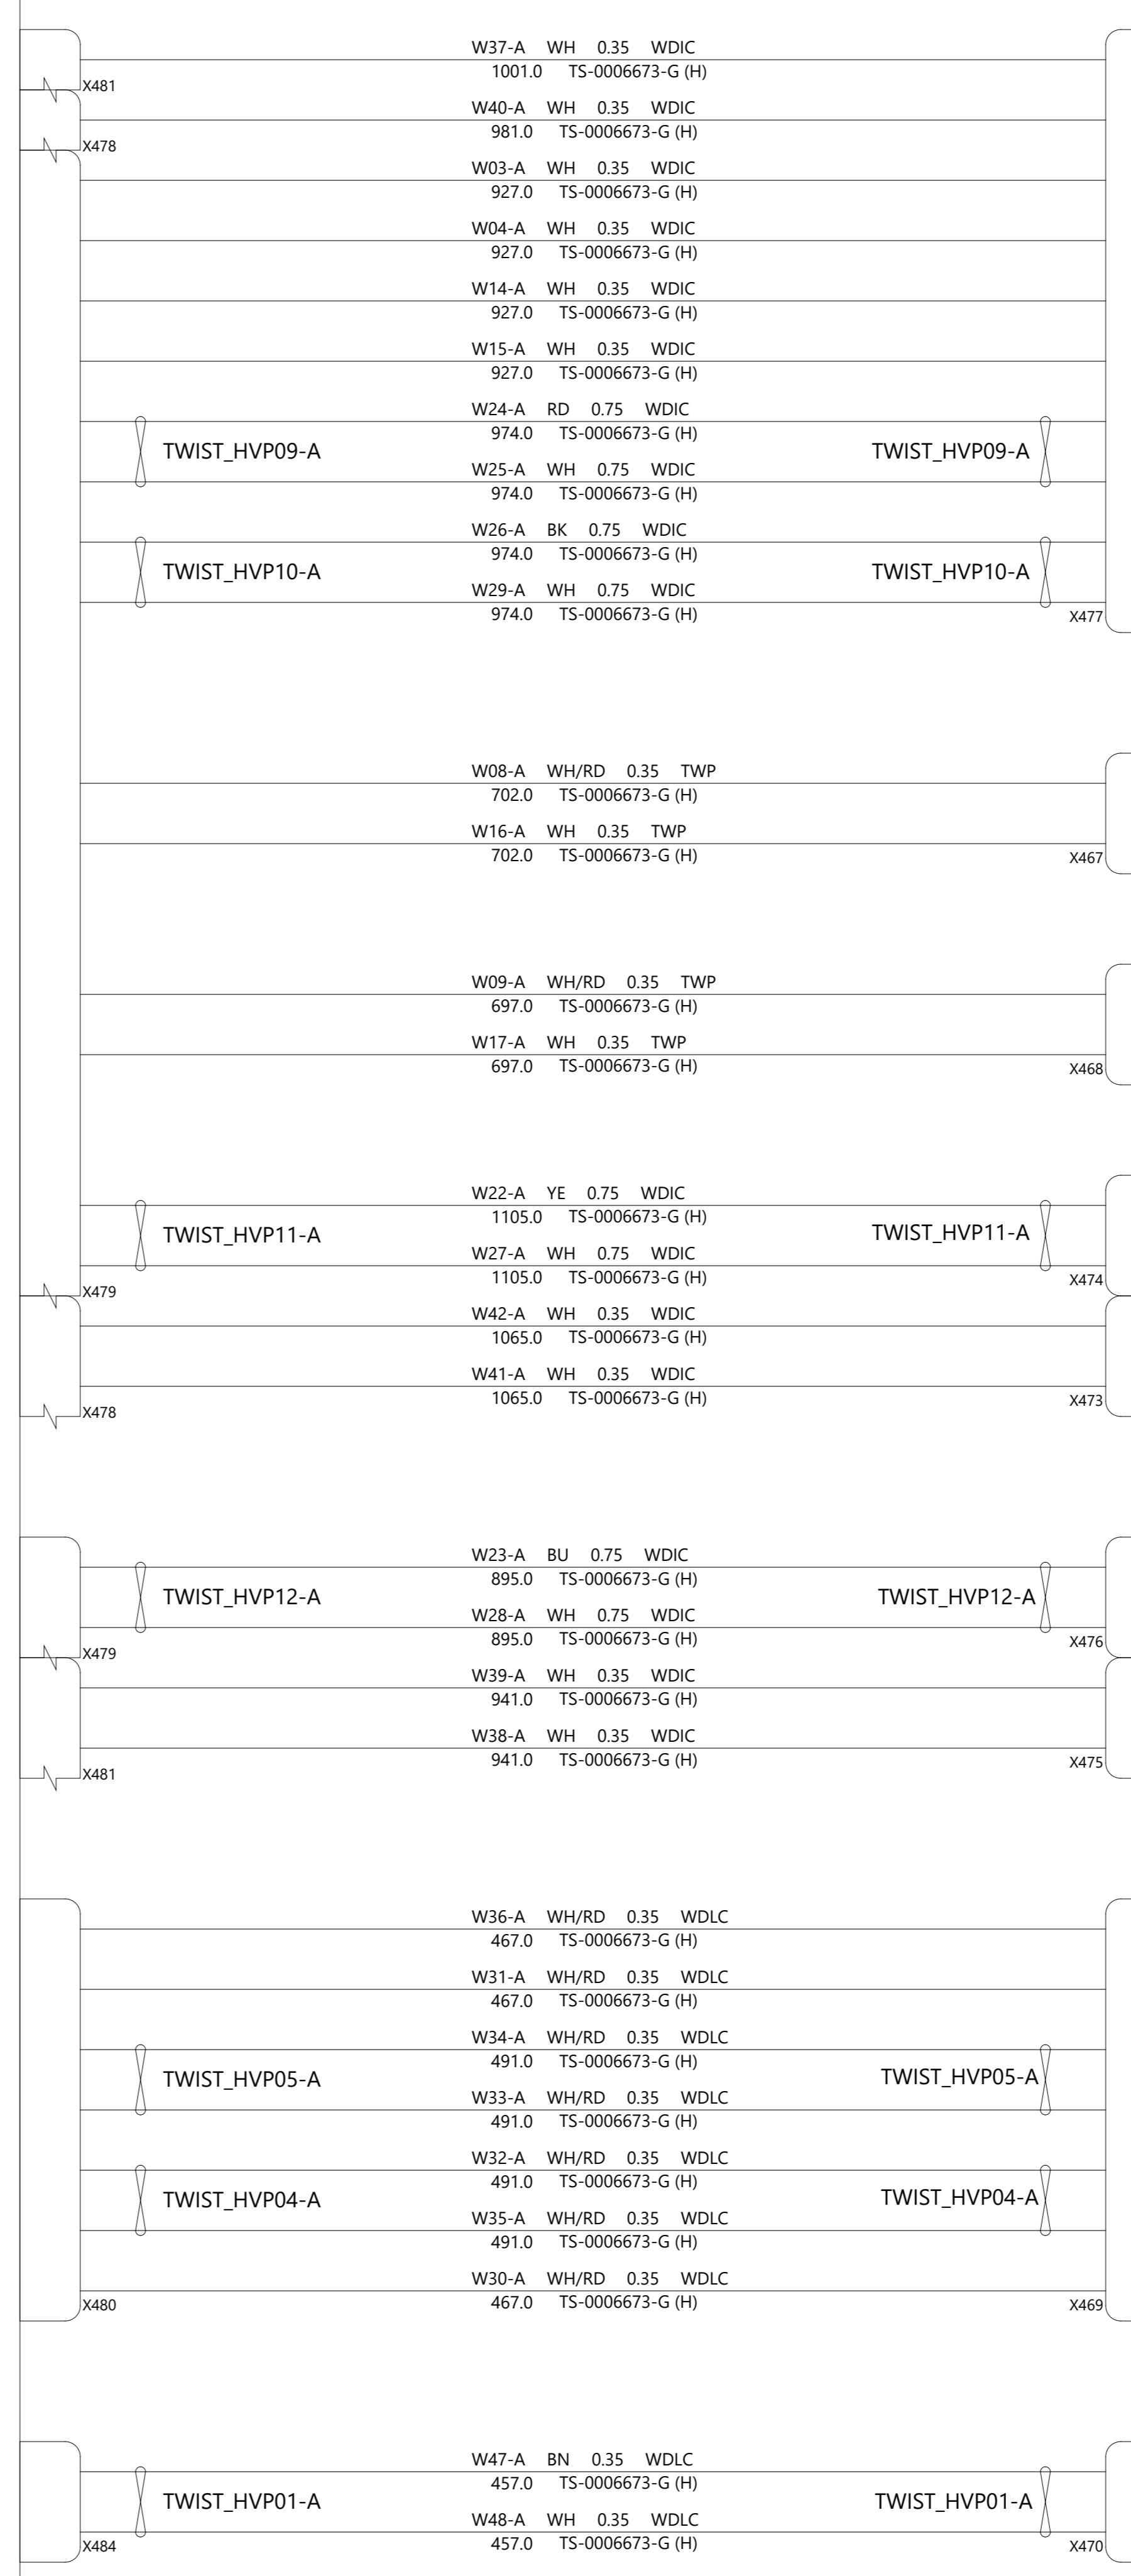 W37-A WH 0.35 WDIC
1001.0 TS-0006673-G (H)
X481
W40-A WH 0.35 WDIC
981.0 TS-0006673-G (H)
X478
W03-A WH 0.35 WDIC
927.0 TS-0006673-G (H)
W04-A WH 0.35 WDIC
927.0 TS-0006673-G (H)
W14-A WH 0.35 WDIC
927.0 TS-0006673-G (H)
W15-A WH 0.35 WDIC
927.0 TS-0006673-G (H)
W24-A RD 0.75 WDIC
974.0 TS-0006673-G (H)
TWIST_HVP09-A TWIST_HVP09-A
W25-A WH 0.75 WDIC
974.0 TS-0006673-G (H)
W26-A BK 0.75 WDIC
974.0 TS-0006673-G (H)
TWIST_HVP10-A TWIST_HVP10-A
W29-A WH 0.75 WDIC
974.0 TS-0006673-G (H)
X477
W08-A WH/RD 0.35 TWP
702.0 TS-0006673-G (H)
W16-A WH 0.35 TWP
702.0 TS-0006673-G (H)
X467
W09-A WH/RD 0.35 TWP
697.0 TS-0006673-G (H)
W17-A WH 0.35 TWP
697.0 TS-0006673-G (H)
X468
W22-A YE 0.75 WDIC
1105.0 TS-0006673-G (H)
TWIST_HVP11-A TWIST_HVP11-A
W27-A WH 0.75 WDIC
1105.0 TS-0006673-G (H)
X479 X474
W42-A WH 0.35 WDIC
1065.0 TS-0006673-G (H)
W41-A WH 0.35 WDIC
1065.0 TS-0006673-G (H)
X478 X473
W23-A BU 0.75 WDIC
895.0 TS-0006673-G (H)
TWIST_HVP12-A TWIST_HVP12-A
W28-A WH 0.75 WDIC
895.0 TS-0006673-G (H)
X479 X476
W39-A WH 0.35 WDIC
941.0 TS-0006673-G (H)
W38-A WH 0.35 WDIC
941.0 TS-0006673-G (H)
X481 X475
W36-A WH/RD 0.35 WDLC
467.0 TS-0006673-G (H)
W31-A WH/RD 0.35 WDLC
467.0 TS-0006673-G (H)
W34-A WH/RD 0.35 WDLC
491.0 TS-0006673-G (H)
TWIST_HVP05-A TWIST_HVP05-A
W33-A WH/RD 0.35 WDLC
491.0 TS-0006673-G (H)
W32-A WH/RD 0.35 WDLC
491.0 TS-0006673-G (H)
TWIST_HVP04-A TWIST_HVP04-A
W35-A WH/RD 0.35 WDLC
491.0 TS-0006673-G (H)
W30-A WH/RD 0.35 WDLC
467.0 TS-0006673-G (H)
X480 X469
W47-A BN 0.35 WDLC
457.0 TS-0006673-G (H)
TWIST_HVP01-A TWIST_HVP01-A
W48-A WH 0.35 WDLC
457.0 TS-0006673-G (H)
X484 X470